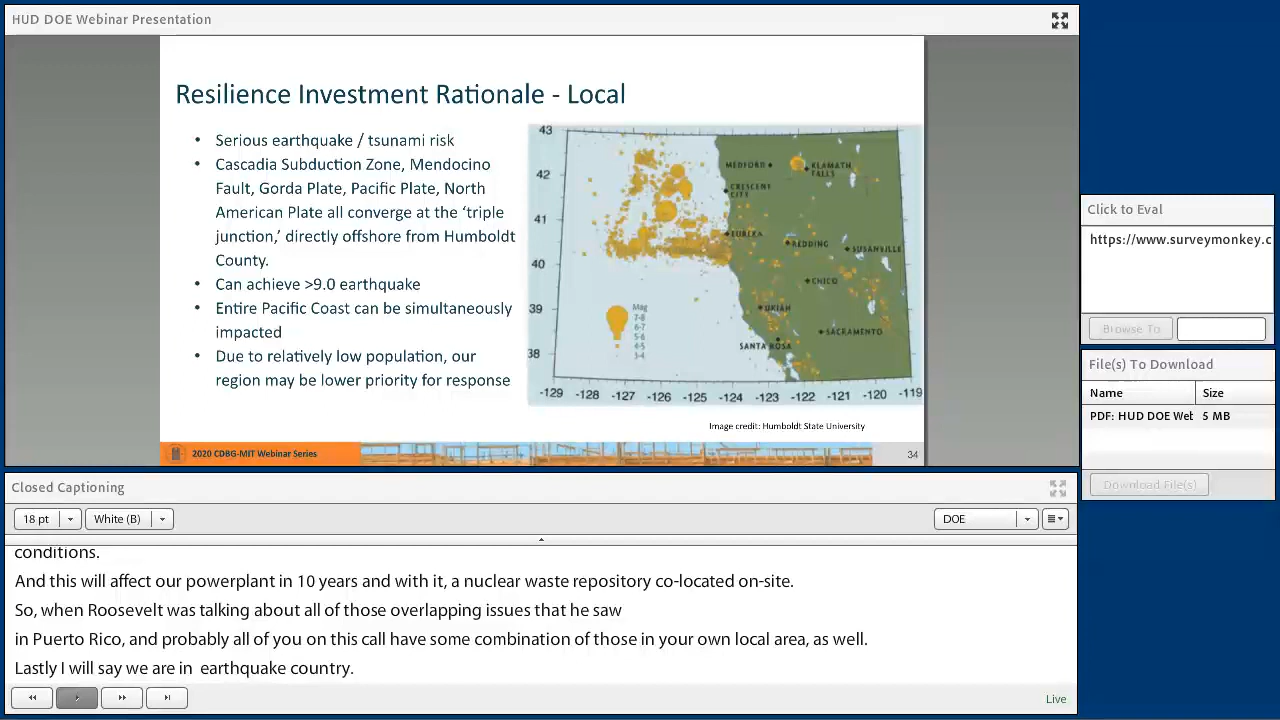 HUD DOE Webinar Presentation
Resilience Investment Rationale - Local
• Serious earthquake / tsunami risk
• Cascadia Subduction Zone, Mendocino
Fault, Gorda Plate, Pacific Plate, North
American Plate all converge at the ‘triple
junction,’ directly offshore from Humboldt
County.
• Can achieve >9.0 earthquake
• Entire Pacific Coast can be simultaneously
impacted
• Due to relatively low population, our
region may be lower priority for response
43
42
41
40
39
38
MEDFORD
KLAMATH
FALLS
CRESCENT
CITY
EUREKA
REDDING
SUSANVILLE
CHICO
UKIAH
SACRAMENTO
SANTA ROSA
Mag
7-8
6-7
5-6
4-5
3-4
-129 -128 -127 -126 -125 -124 -123 -122 -121 -120 -119
Image credit: Humboldt State University
2020 CDBG-MIT Webinar Series
34
Click to Eval
https://www.surveymonkey.c
Browse To
File(s) To Download
Name Size
PDF: HUD DOE Wet 5 MB
Download File(s)
Closed Captioning
18 pt
White (B)
DOE
conditions.
And this will affect our powerplant in 10 years and with it, a nuclear waste repository co-located on-site.
So, when Roosevelt was talking about all of those overlapping issues that he saw
in Puerto Rico, and probably all of you on this call have some combination of those in your own local area, as well.
Lastly I will say we are in earthquake country.
Live